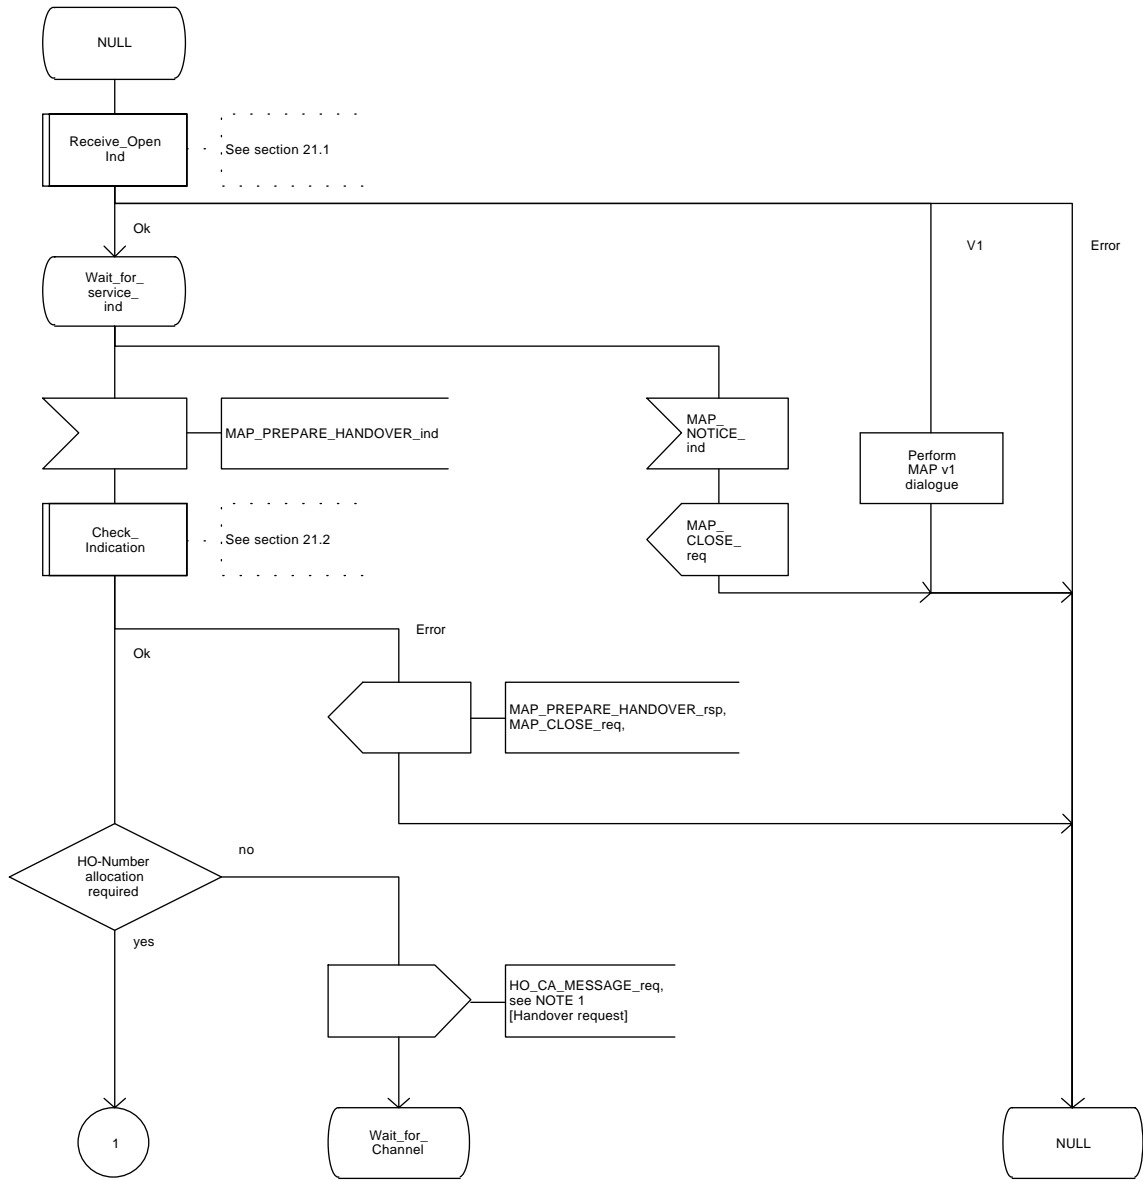 NULL
Receive_Open
Ind
See section 21.1
Ok
V1
Error
Wait_for_
service_
ind
MAP_PREPARE_HANDOVER_ind
MAP_
NOTICE_
ind
Perform
MAP v1
dialogue
Check_
Indication
See section 21.2
MAP_
CLOSE_
req
Error
Ok
MAP_PREPARE_HANDOVER_rsp,
MAP_CLOSE_req,
HO-Number
allocation
required
no
yes
HO_CA_MESSAGE_req,
see NOTE 1
[Handover request]
1
Wait_for_
Channel
NULL